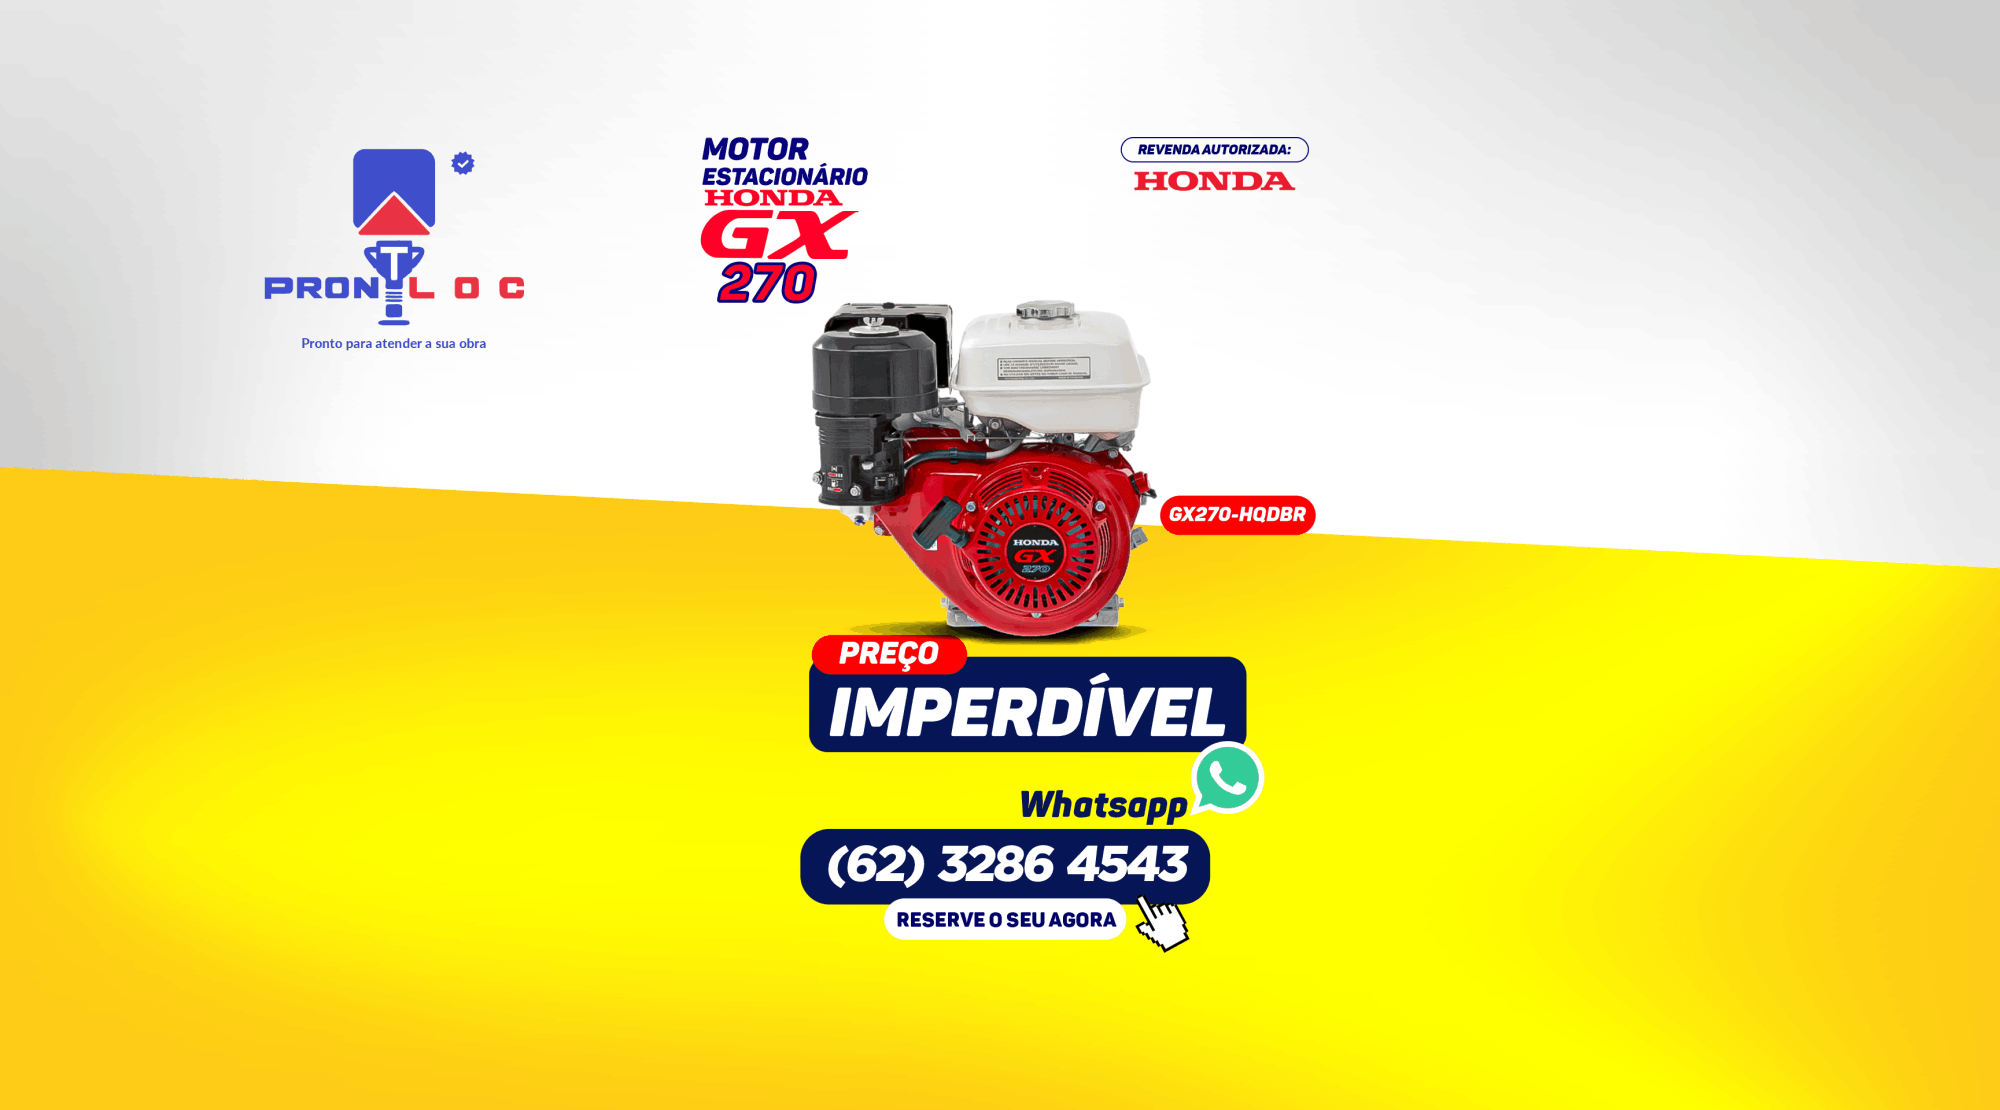 PRONTLOC
Pronto para atender a sua obra
MOTOR
ESTACIONÁRIO
HONDA
GX
270
REVENDA AUTORIZADA:
HONDA
HONDA
GX
270
GX270-HQDBR
PREÇO
IMPERDÍVEL
Whatsapp
(62) 3286 4543
RESERVE O SEU AGORA